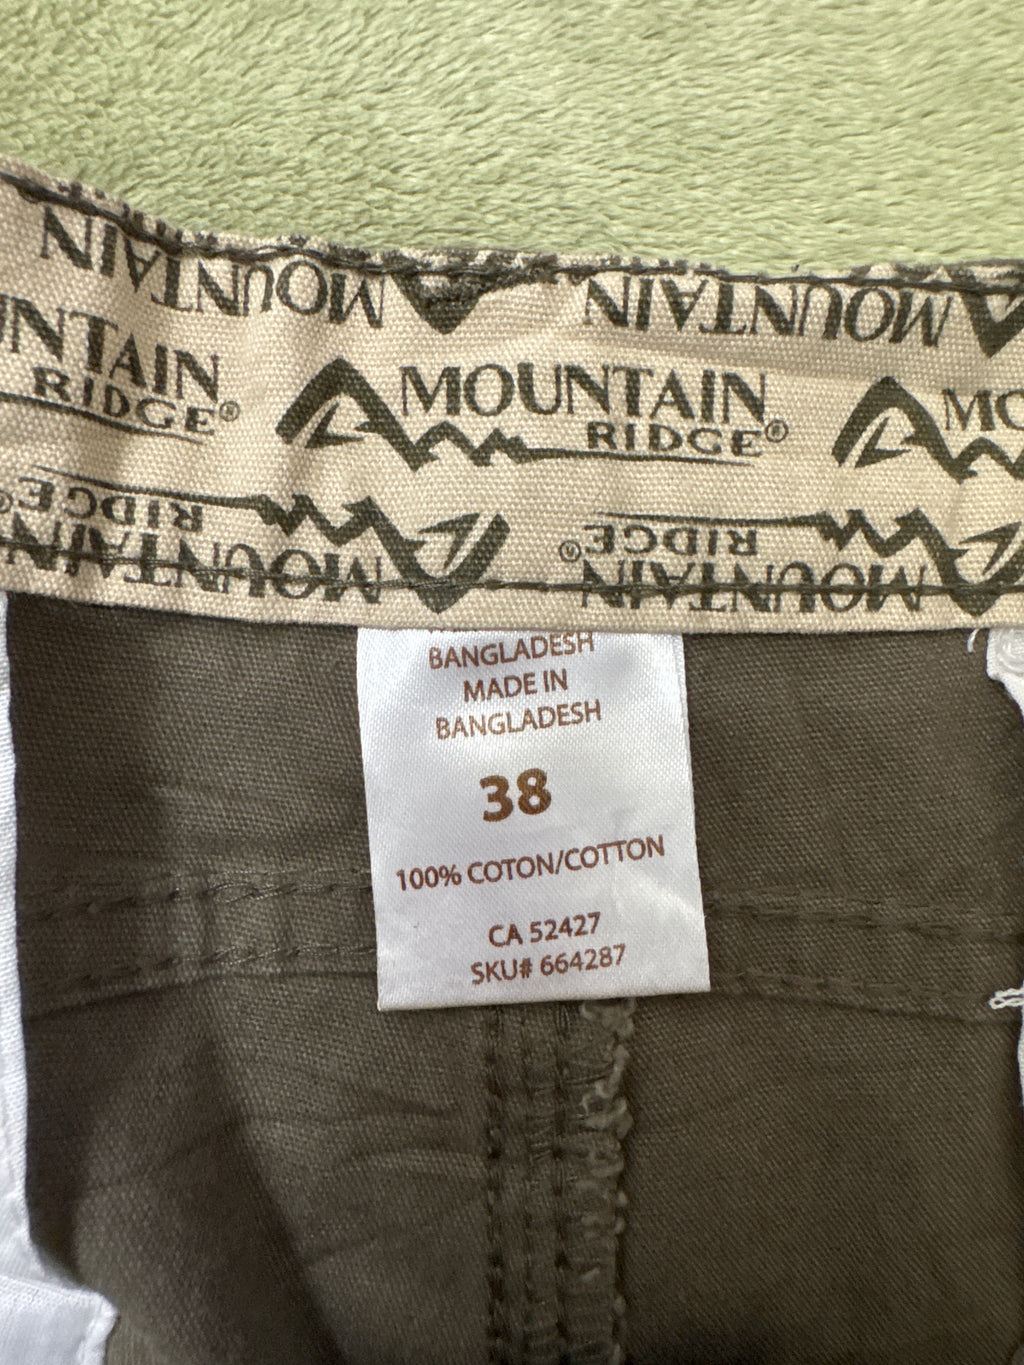 MOUNTAIN
MOUNTAIN
NTAIN
RIDGE®
MOUNTAIN
RIDGE®
MO
RIDGE®
MOUNTAIN
RIDGE®
MOUNTAIN
BANGLADESH
MADE IN
BANGLADESH
38
100% COTON/COTTON
CA 52427
SKU# 664287